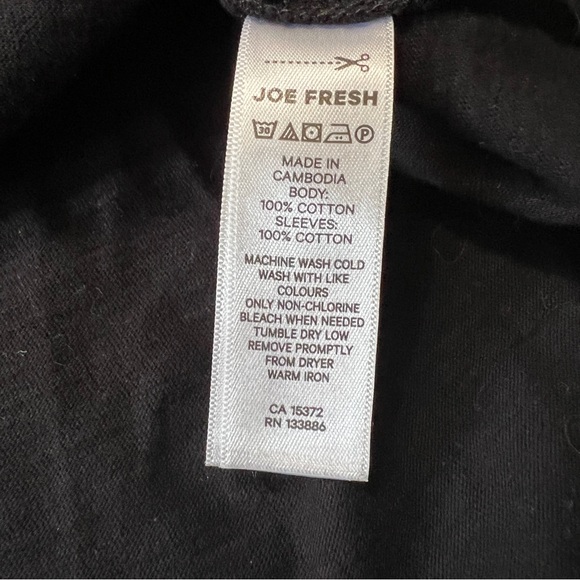 JOE FRESH
30 P
MADE IN
CAMBODIA
BODY:
100% COTTON
SLEEVES:
100% COTTON
MACHINE WASH COLD
WASH WITH LIKE
COLOURS
ONLY NON-CHLORINE
BLEACH WHEN NEEDED
TUMBLE DRY LOW
REMOVE PROMPTLY
FROM DRYER
WARM IRON
CA 15372
RN 133886